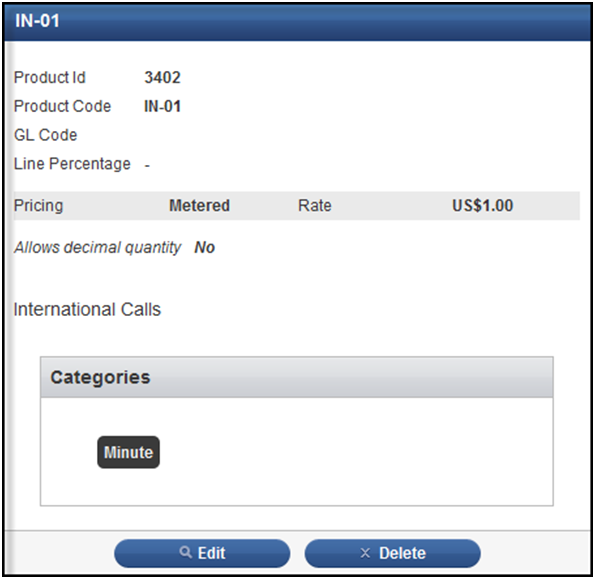 IN-01
Product Id 3402
Product Code IN-01
GL Code
Line Percentage -
Pricing Metered Rate US$1.00
Allows decimal quantity No
International Calls
Categories
Minute
Edit Delete